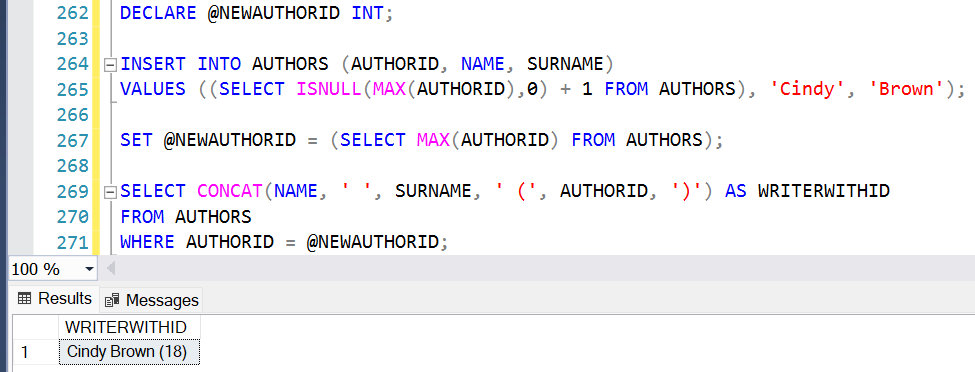 262 DECLARE @NEWAUTHORID INT;
263
264 INSERT INTO AUTHORS (AUTHORID, NAME, SURNAME)
265 VALUES ((SELECT ISNULL(MAX(AUTHORID),0) + 1 FROM AUTHORS), 'Cindy', 'Brown');
266
267 SET @NEWAUTHORID = (SELECT MAX(AUTHORID) FROM AUTHORS);
268
269 SELECT CONCAT(NAME, ' ', SURNAME, ' (', AUTHORID, ')') AS WRITERWITHID
270 FROM AUTHORS
271 WHERE AUTHORID = @NEWAUTHORID;
100 %
Results Messages
WRITERWITHID
1 Cindy Brown (18)